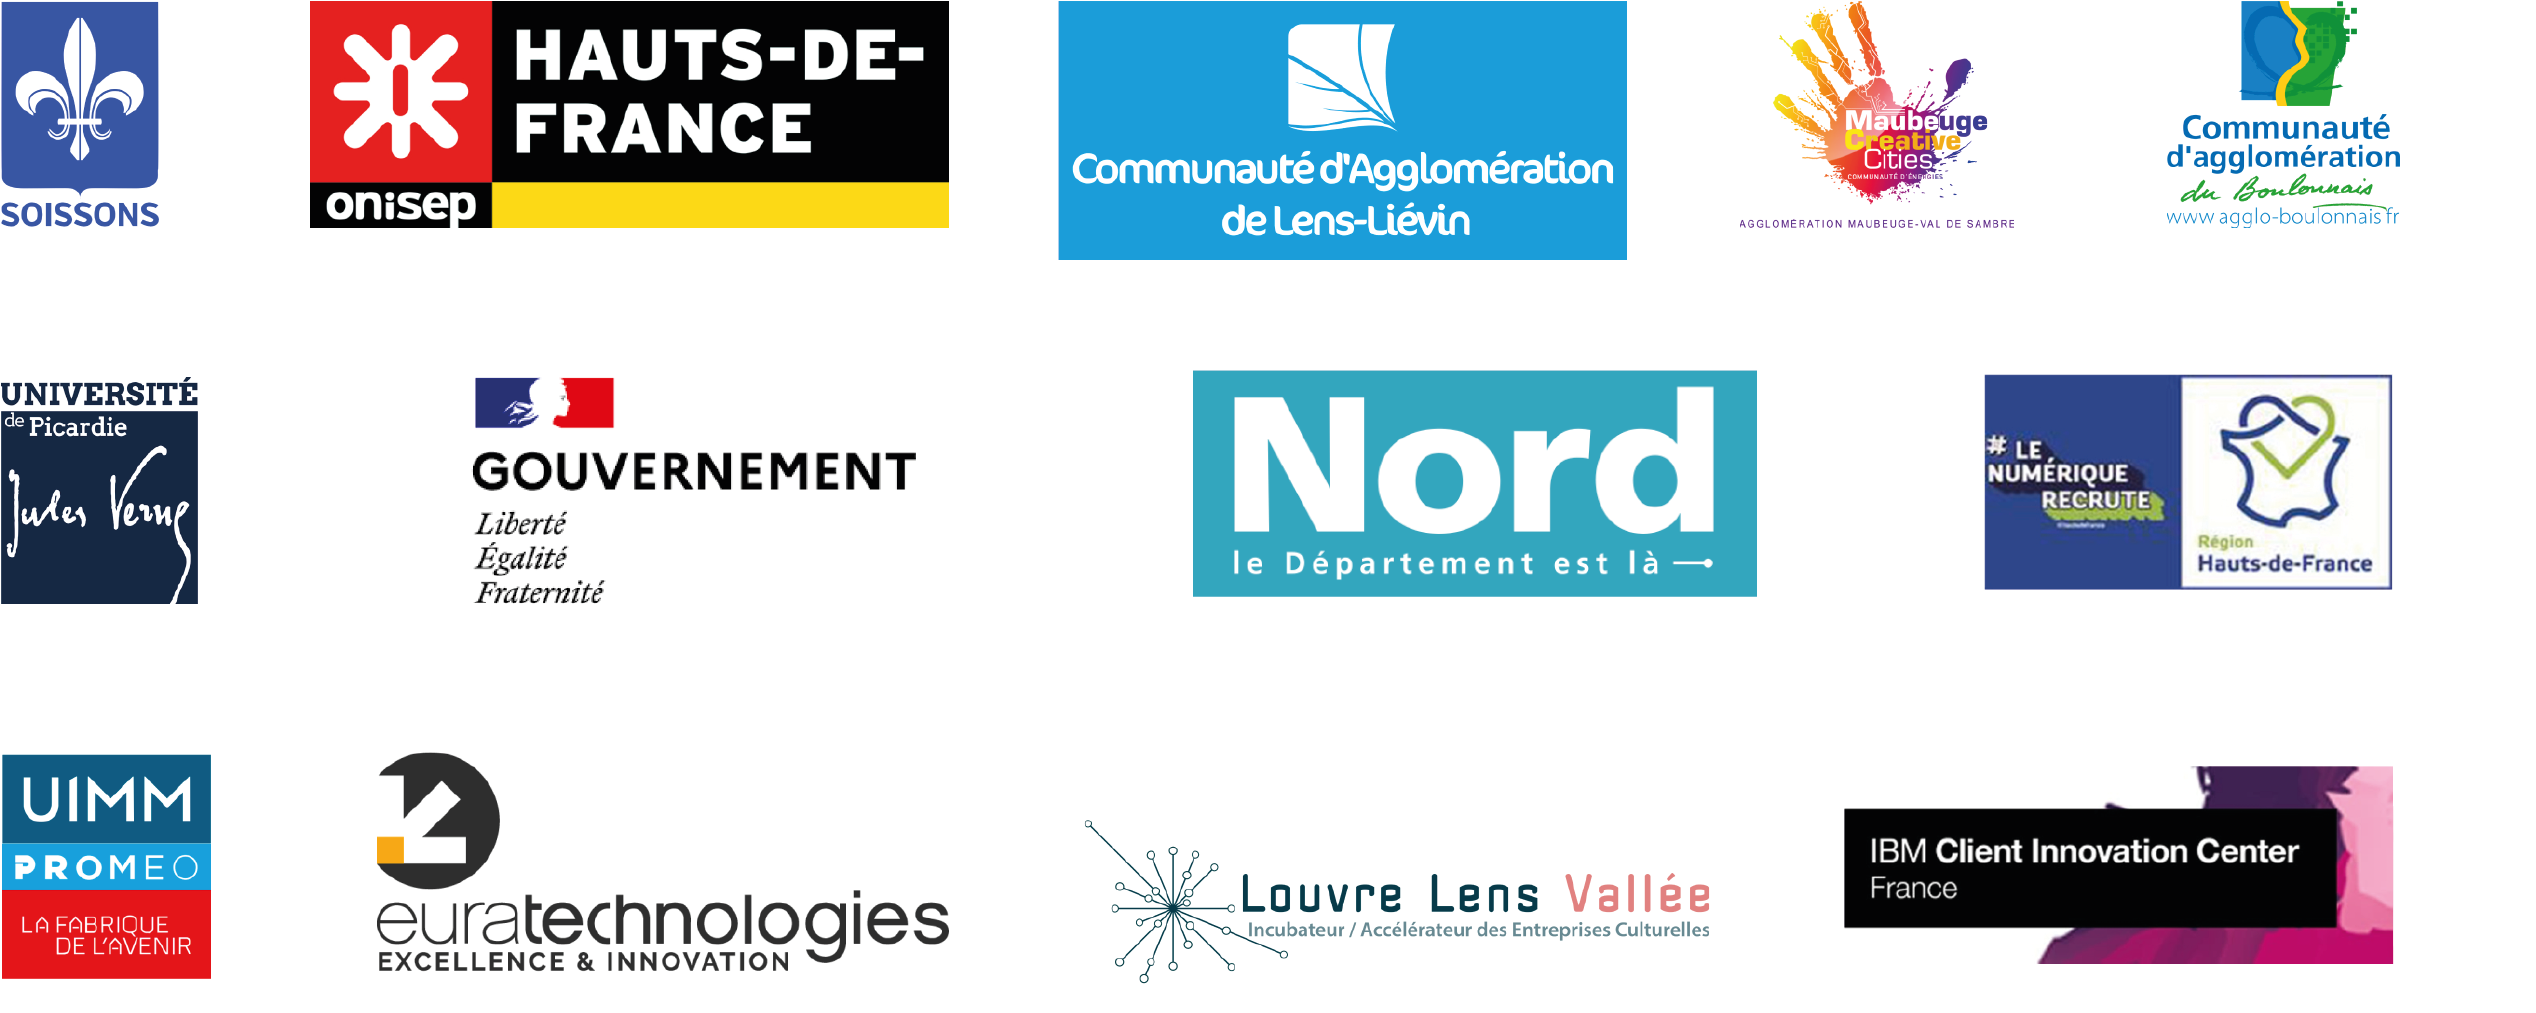 SOISSONS
HAUTS-DE-
FRANCE
onisep
Communauté d'Agglomération
de Lens-Liévin
Maubeuge
Creative
Cities
COMMUNAUTÉ D'ÉNERGIES
AGGLOMÉRATION MAUBEUGE-VAL DE SAMBRE
Communauté
d'agglomération
du Boulonnais
www.agglo-boulonnais.fr
UNIVERSITÉ
de Picardie
Jules Verne
GOUVERNEMENT
Liberté
Égalité
Fraternité
Nord
le Département est là
# LE
NUMÉRIQUE
RECRUTE
Région
Hauts-de-France
UIMM
PROMEO
LA FABRIQUE
DE L'AVENIR
euratechnologies
EXCELLENCE & INNOVATION
Louvre Lens Vallée
Incubateur / Accélérateur des Entreprises Culturelles
IBM Client Innovation Center
France